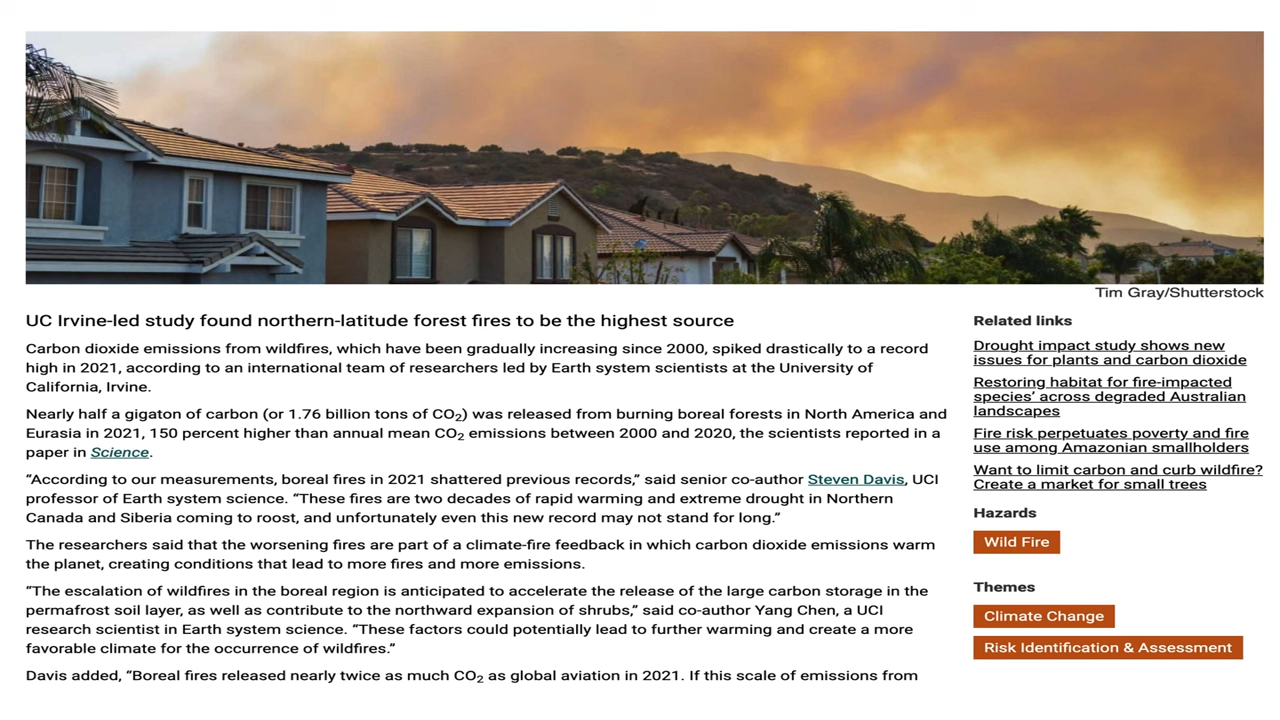 Tim Gray/Shutterstock
UC Irvine-led study found northern-latitude forest fires to be the highest source
Carbon dioxide emissions from wildfires, which have been gradually increasing since 2000, spiked drastically to a record
high in 2021, according to an international team of researchers led by Earth system scientists at the University of
California, Irvine.
Nearly half a gigaton of carbon (or 1.76 billion tons of CO₂) was released from burning boreal forests in North America and
Eurasia in 2021, 150 percent higher than annual mean CO₂ emissions between 2000 and 2020, the scientists reported in a
paper in Science.
“According to our measurements, boreal fires in 2021 shattered previous records,” said senior co-author Steven Davis, UCI
professor of Earth system science. “These fires are two decades of rapid warming and extreme drought in Northern
Canada and Siberia coming to roost, and unfortunately even this new record may not stand for long.”
The researchers said that the worsening fires are part of a climate-fire feedback in which carbon dioxide emissions warm
the planet, creating conditions that lead to more fires and more emissions.
“The escalation of wildfires in the boreal region is anticipated to accelerate the release of the large carbon storage in the
permafrost soil layer, as well as contribute to the northward expansion of shrubs,” said co-author Yang Chen, a UCI
research scientist in Earth system science. “These factors could potentially lead to further warming and create a more
favorable climate for the occurrence of wildfires.”
Davis added, “Boreal fires released nearly twice as much CO₂ as global aviation in 2021. If this scale of emissions from
Related links
Drought impact study shows new
issues for plants and carbon dioxide
Restoring habitat for fire-impacted
species’ across degraded Australian
landscapes
Fire risk perpetuates poverty and fire
use among Amazonian smallholders
Want to limit carbon and curb wildfire?
Create a market for small trees
Hazards
Wild Fire
Themes
Climate Change
Risk Identification & Assessment